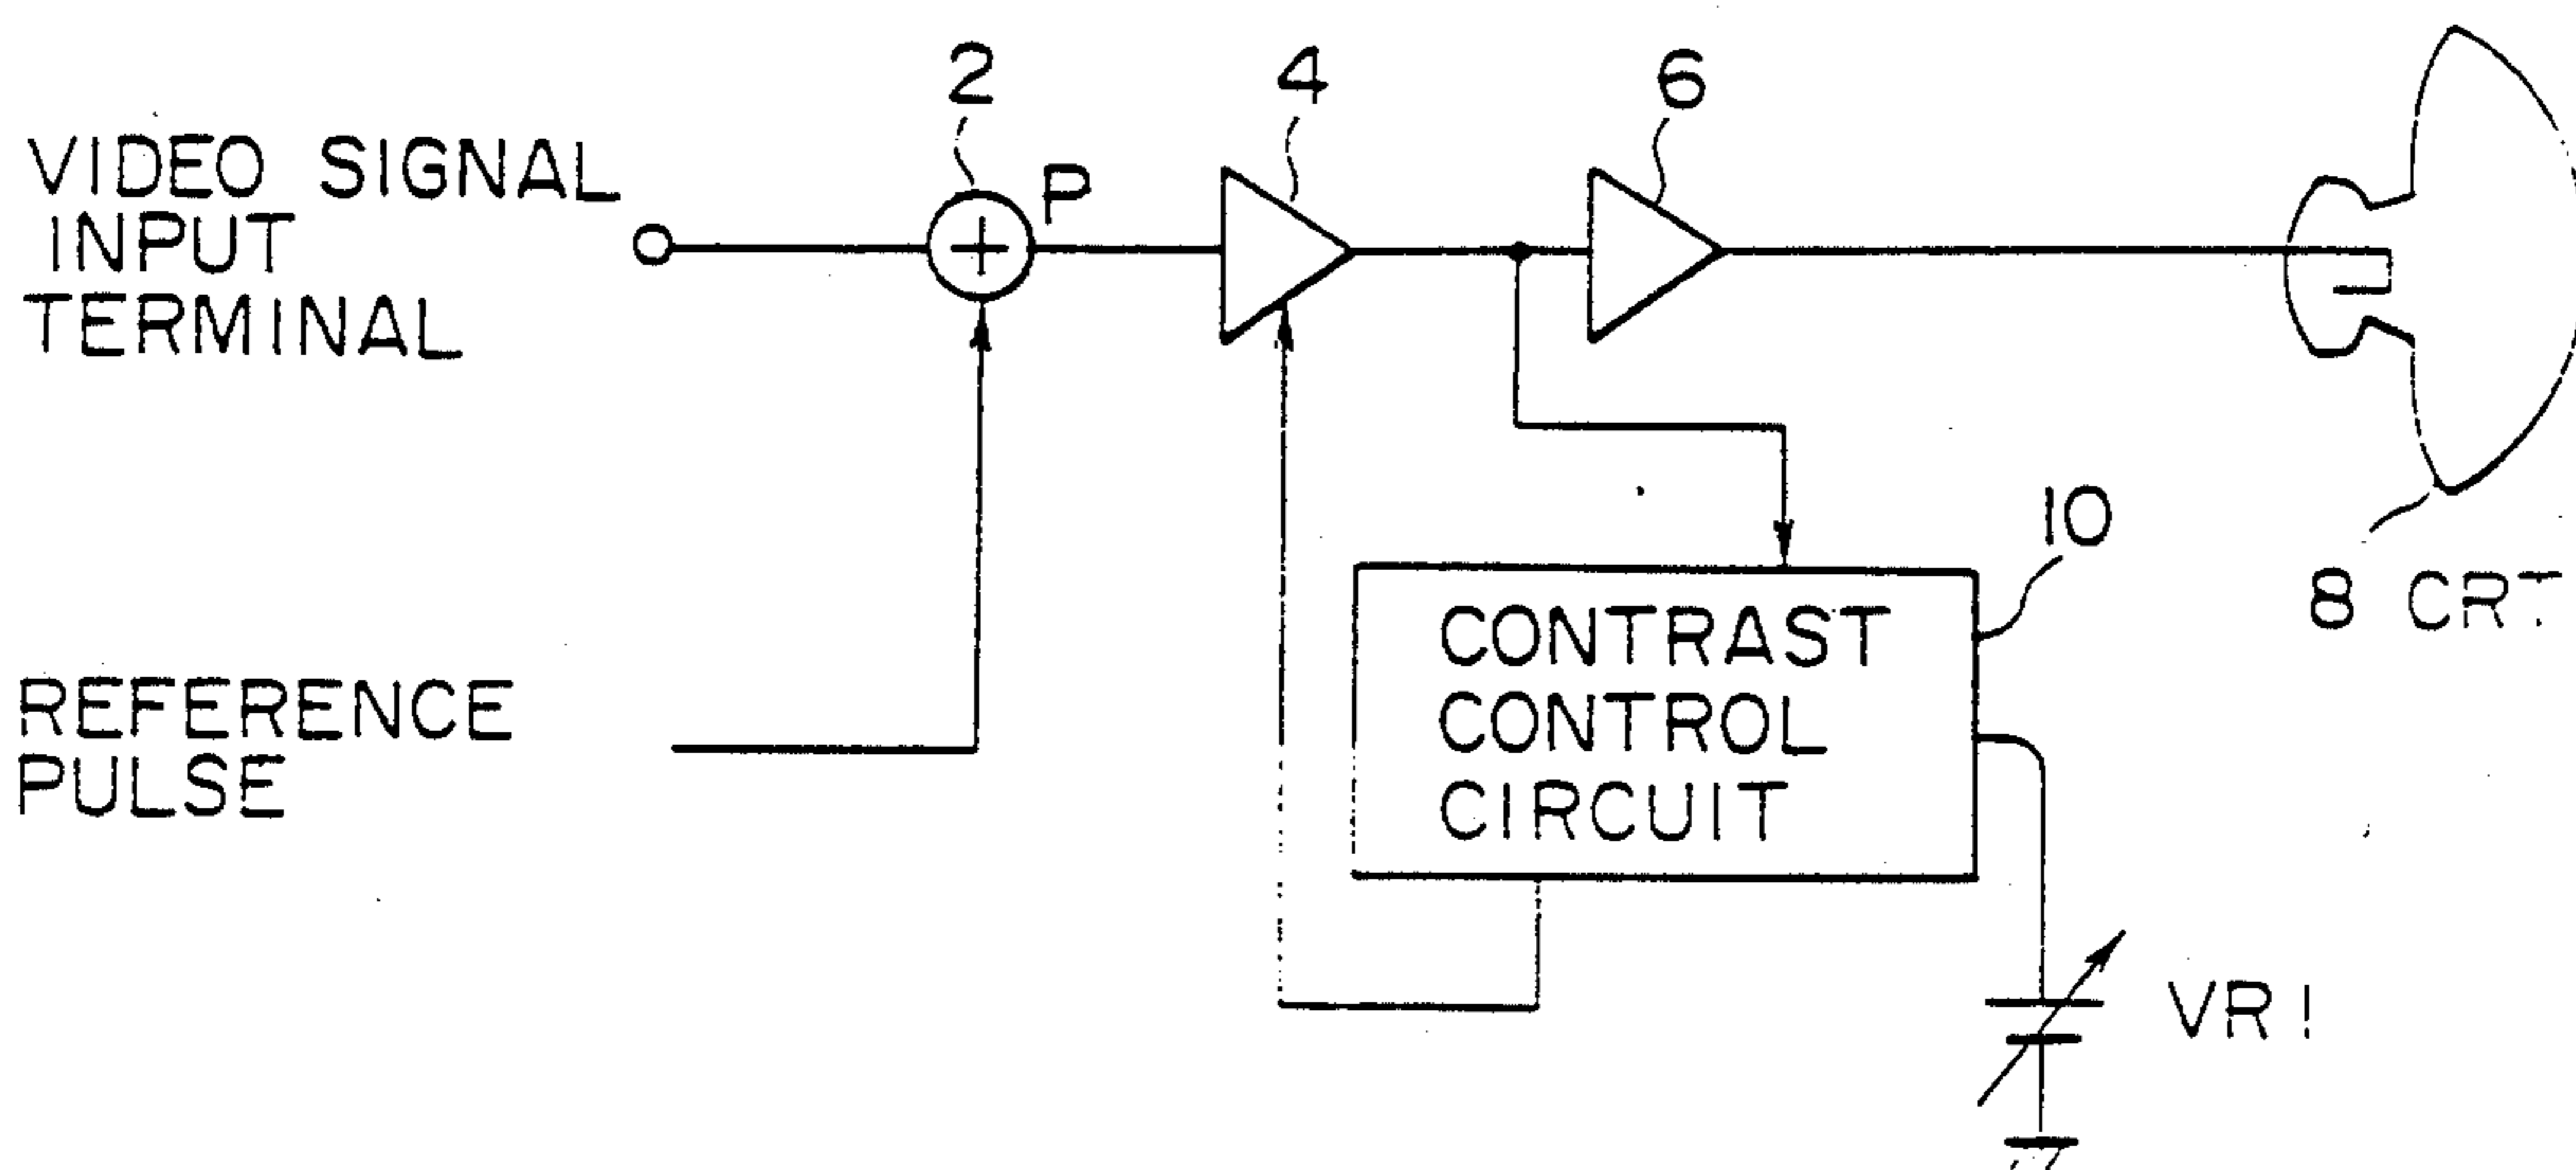 2
4
6
VIDEO SIGNAL
INPUT
TERMINAL
P
+
10
8 CRT
CONTRAST
CONTROL
CIRCUIT
REFERENCE
PULSE
VR1